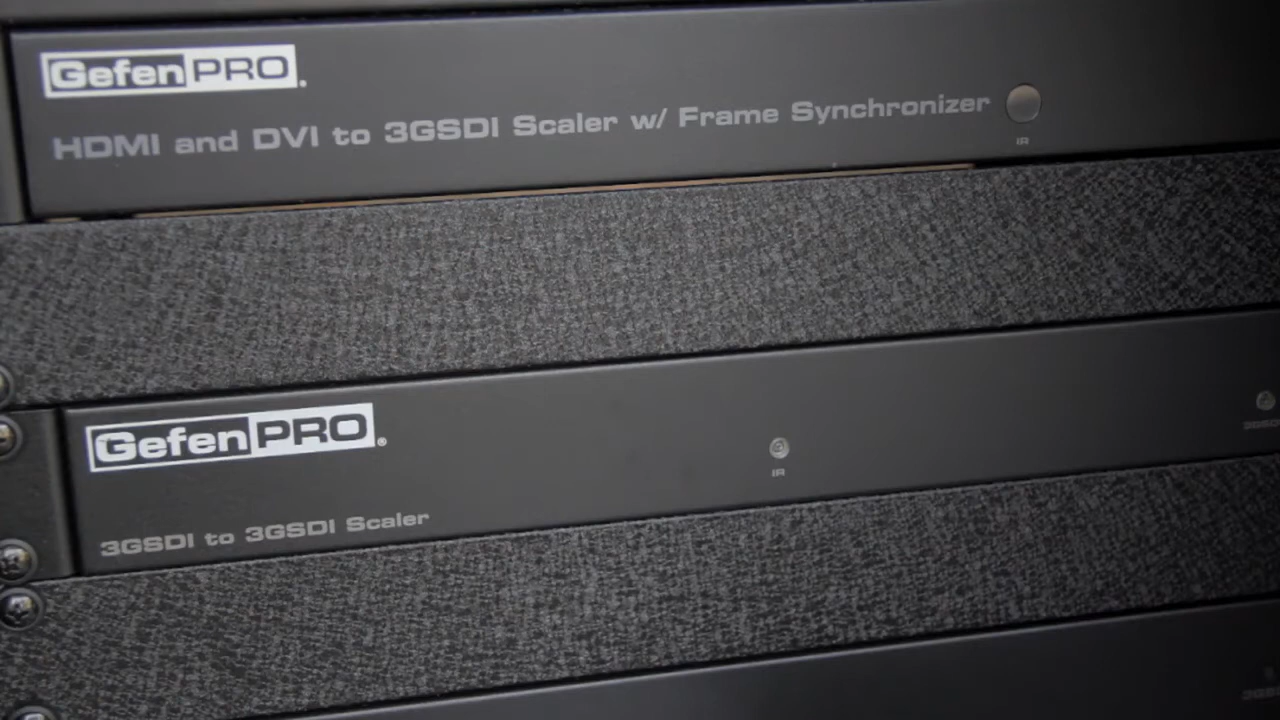 GefenPRO.
HDMI and DVI to 3GSDI Scaler w/ Frame Synchronizer
IR
GefenPRO®
IR
3GSDI to 3GSDI Scaler